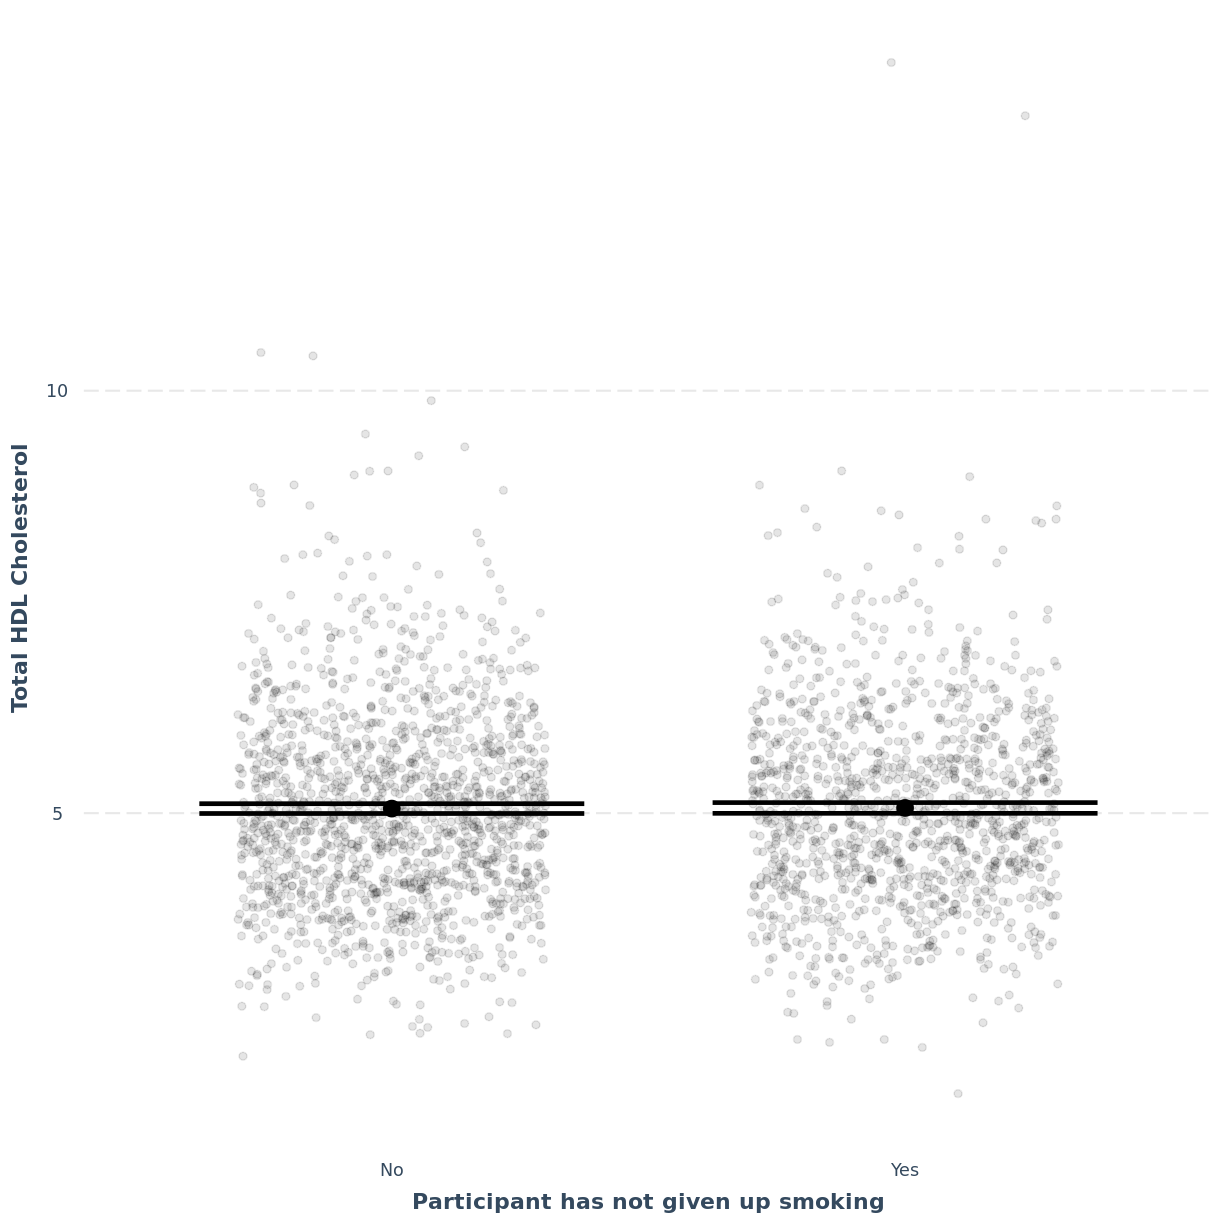 10
5
Total HDL Cholesterol
No
Yes
Participant has not given up smoking